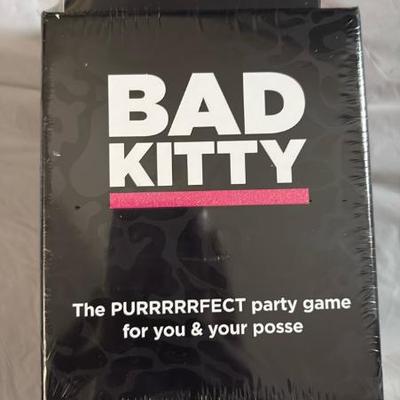 BAD
KITTY
The PURRRRRFECT party game
for you & your posse